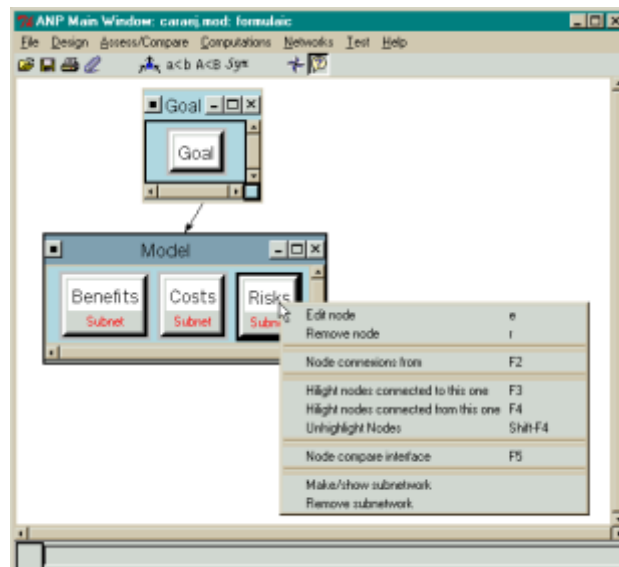 ANP Main Window: caranj.mod: formulaic
File Design Assess/Compare Computations Networks Test Help
a<b A<B Sym
Goal
Goal
Model
Benefits Costs Risks
Subnet Subnet
Edit node e
Remove node r
Node connexions from F2
Hilight nodes connected to this one F3
Hilight nodes connected from this one F4
Unhighlight Nodes Shift-F4
Node compare interface F5
Make/show subnetwork
Remove subnetwork